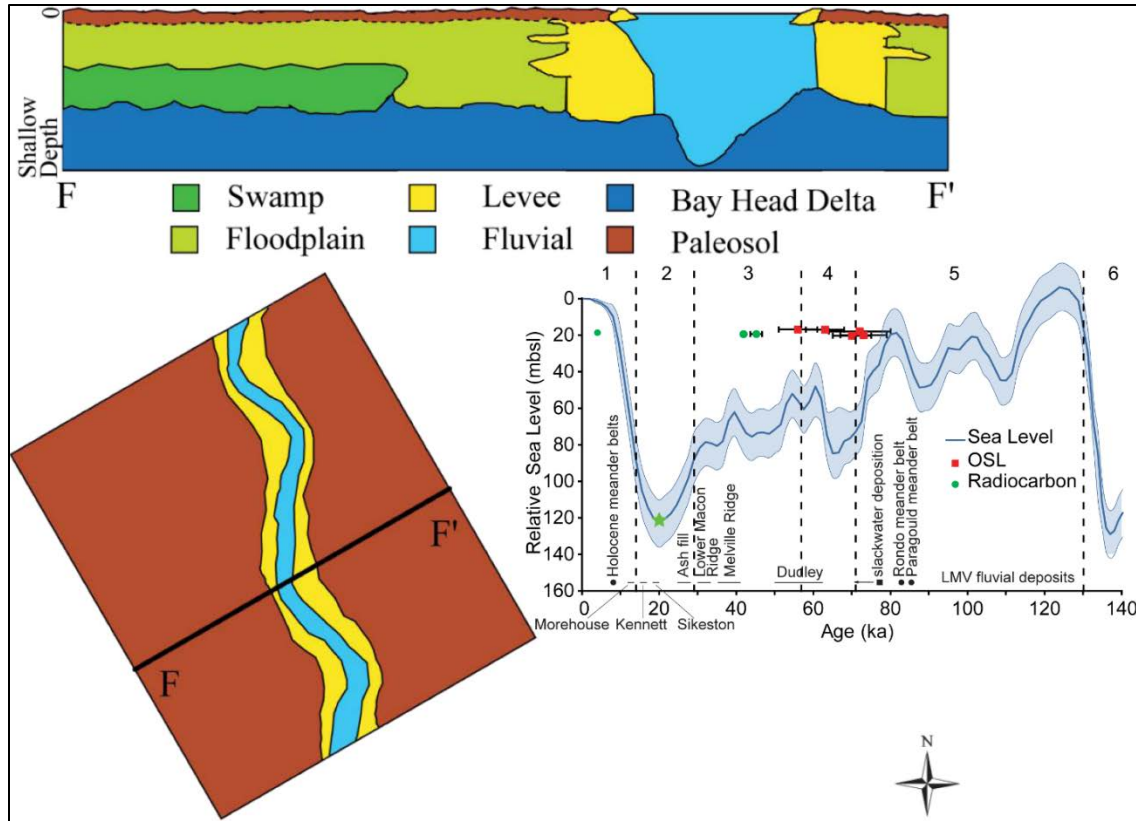 0
Shallow
Depth
F
F'
Swamp
Levee
Bay Head Delta
Floodplain
Fluvial
Paleosol
F
F'
1
2
3
4
5
6
0
20
40
60
80
100
120
140
160
Relative Sea Level (mbsl)
Sea Level
OSL
Radiocarbon
Holocene meander belts
Ash fill
Lower Macon
Ridge
Melville Ridge
Dudley
slackwater deposition
Rondo meander belt
Paragould meander belt
LMV fluvial deposits
0
20
40
60
80
100
120
140
Morehouse
Kennett
Sikeston
Age (ka)
N